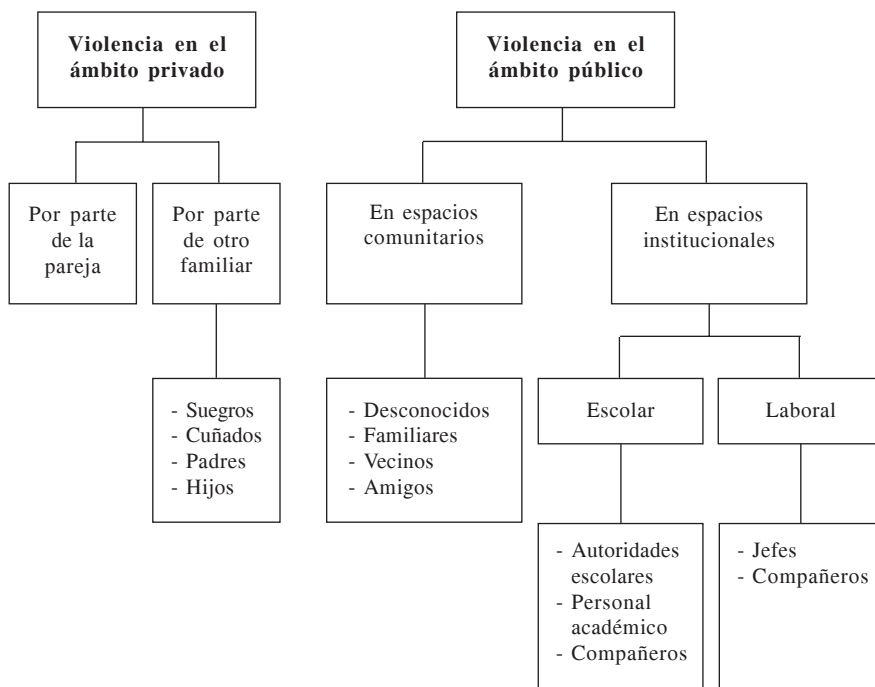 Violencia en el
ámbito privado
Violencia en el
ámbito público
Por parte
de la
pareja
Por parte
de otro
familiar
En espacios
comunitarios
En espacios
institucionales
- Suegros
- Cuñados
- Padres
- Hijos
- Desconocidos
- Familiares
- Vecinos
- Amigos
Escolar
Laboral
- Autoridades
escolares
- Personal
académico
- Compañeros
- Jefes
- Compañeros